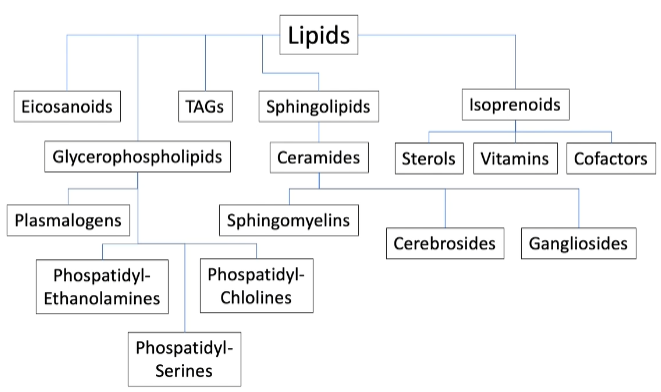 Lipids
Eicosanoids
TAGs
Sphingolipids
Isoprenoids
Glycerophospholipids
Ceramides
Sterols
Vitamins
Cofactors
Plasmalogens
Sphingomyelins
Cerebrosides
Gangliosides
Phospatidyl-
Ethanolamines
Phospatidyl-
Chlolines
Phospatidyl-
Serines